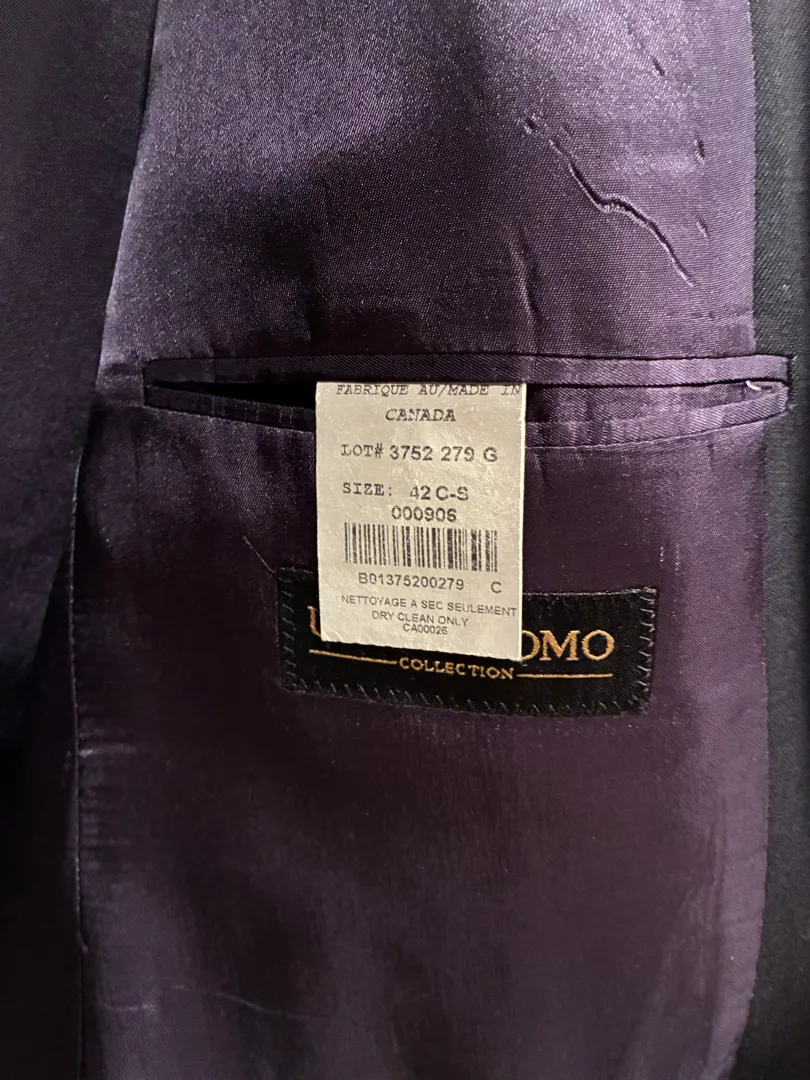 FABRIQUE AU/MADE IN
CANADA
LOT# 3752 279 G
SIZE: 42 C-S
000906
B01375200279 C
NETTOYAGE A SEC SEULEMENT
DRY CLEAN ONLY
CA00026
COLLECTION